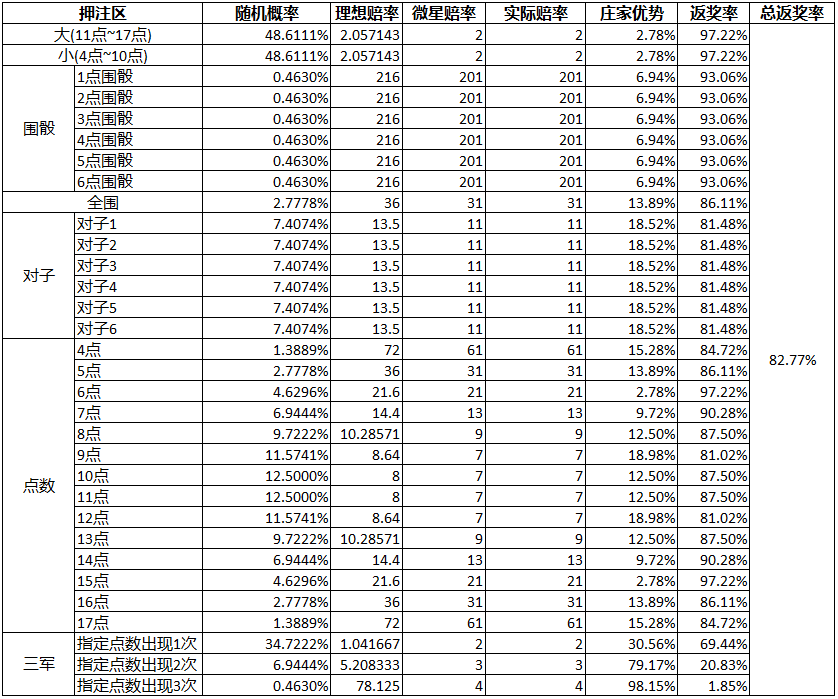 押注区 随机概率 理想赔率 微星赔率 实际赔率 庄家优势 返奖率 总返奖率
大(11点~17点) 48.6111% 2.057143 2 2 2.78% 97.22%
小(4点~10点) 48.6111% 2.057143 2 2 2.78% 97.22%
1点围骰 0.4630% 216 201 201 6.94% 93.06%
2点围骰 0.4630% 216 201 201 6.94% 93.06%
3点围骰 0.4630% 216 201 201 6.94% 93.06%
围骰
4点围骰 0.4630% 216 201 201 6.94% 93.06%
5点围骰 0.4630% 216 201 201 6.94% 93.06%
6点围骰 0.4630% 216 201 201 6.94% 93.06%
全围 2.7778% 36 31 31 13.89% 86.11%
对子1 7.4074% 13.5 11 11 18.52% 81.48%
对子2 7.4074% 13.5 11 11 18.52% 81.48%
对子3 7.4074% 13.5 11 11 18.52% 81.48%
对子
对子4 7.4074% 13.5 11 11 18.52% 81.48%
对子5 7.4074% 13.5 11 11 18.52% 81.48%
对子6 7.4074% 13.5 11 11 18.52% 81.48%
4点 1.3889% 72 61 61 15.28% 84.72%
82.77%
5点 2.7778% 36 31 31 13.89% 86.11%
6点 4.6296% 21.6 21 21 2.78% 97.22%
7点 6.9444% 14.4 13 13 9.72% 90.28%
8点 9.7222% 10.28571 9 9 12.50% 87.50%
9点 11.5741% 8.64 7 7 18.98% 81.02%
10点 12.5000% 8 7 7 12.50% 87.50%
点数
11点 12.5000% 8 7 7 12.50% 87.50%
12点 11.5741% 8.64 7 7 18.98% 81.02%
13点 9.7222% 10.28571 9 9 12.50% 87.50%
14点 6.9444% 14.4 13 13 9.72% 90.28%
15点 4.6296% 21.6 21 21 2.78% 97.22%
16点 2.7778% 36 31 31 13.89% 86.11%
17点 1.3889% 72 61 61 15.28% 84.72%
指定点数出现1次 34.7222% 1.041667 2 2 30.56% 69.44%
三军 指定点数出现2次 6.9444% 5.208333 3 3 79.17% 20.83%
指定点数出现3次 0.4630% 78.125 4 4 98.15% 1.85%